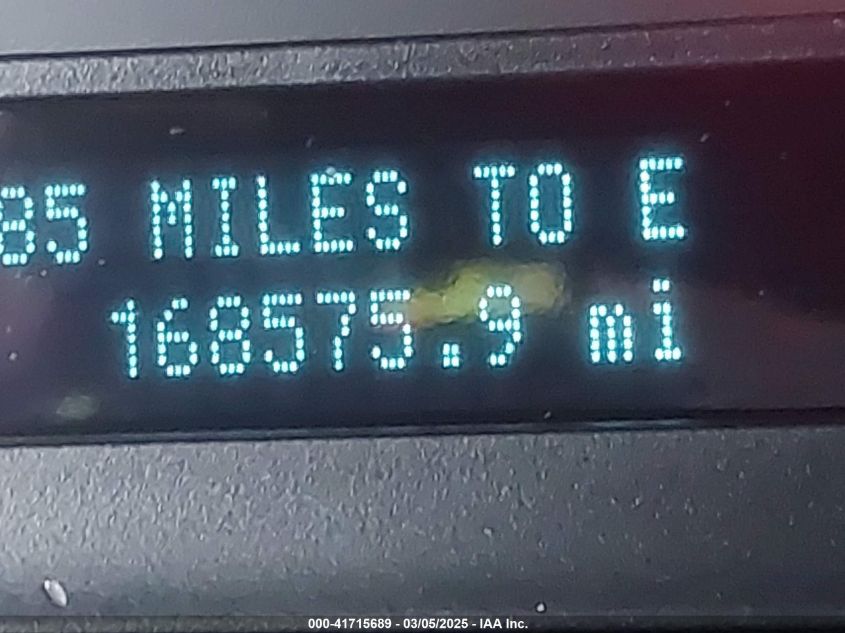 85 MILES TO E
168575.9 mi
000-41715689 - 03/05/2025 - IAA Inc.